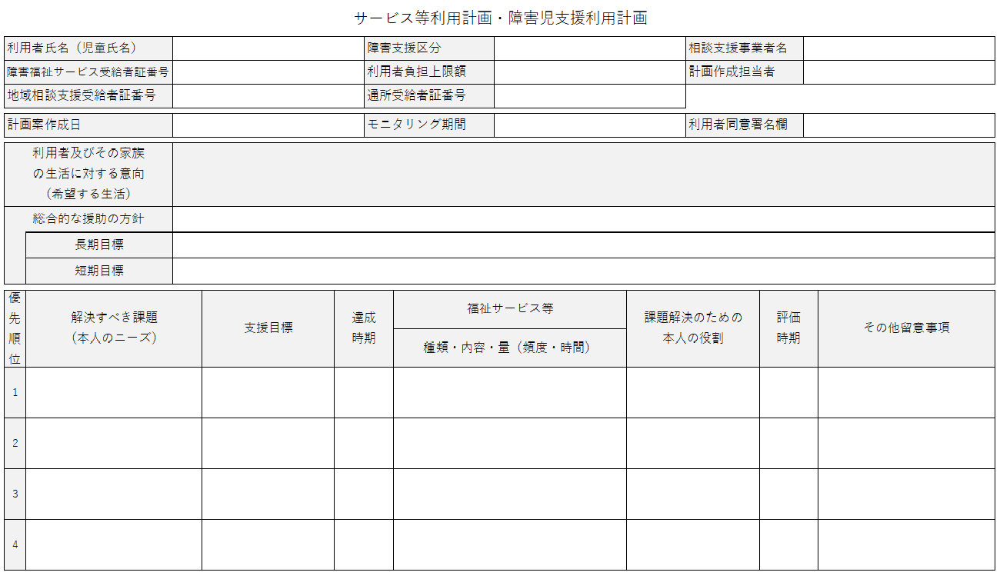 サービス等利用計画・障害児支援利用計画
利用者氏名（児童氏名）
障害支援区分
相談支援事業者名
障害福祉サービス受給者証番号
利用者負担上限額
計画作成担当者
地域相談支援受給者証番号
通所受給者証番号
計画案作成日
モニタリング期間
利用者同意署名欄
利用者及びその家族
の生活に対する意向
（希望する生活）
総合的な援助の方針
長期目標
短期目標
優
先
順
位
解決すべき課題
（本人のニーズ）
支援目標
達成
時期
福祉サービス等
種類・内容・量（頻度・時間）
課題解決のための
本人の役割
評価
時期
その他留意事項
1
2
3
4